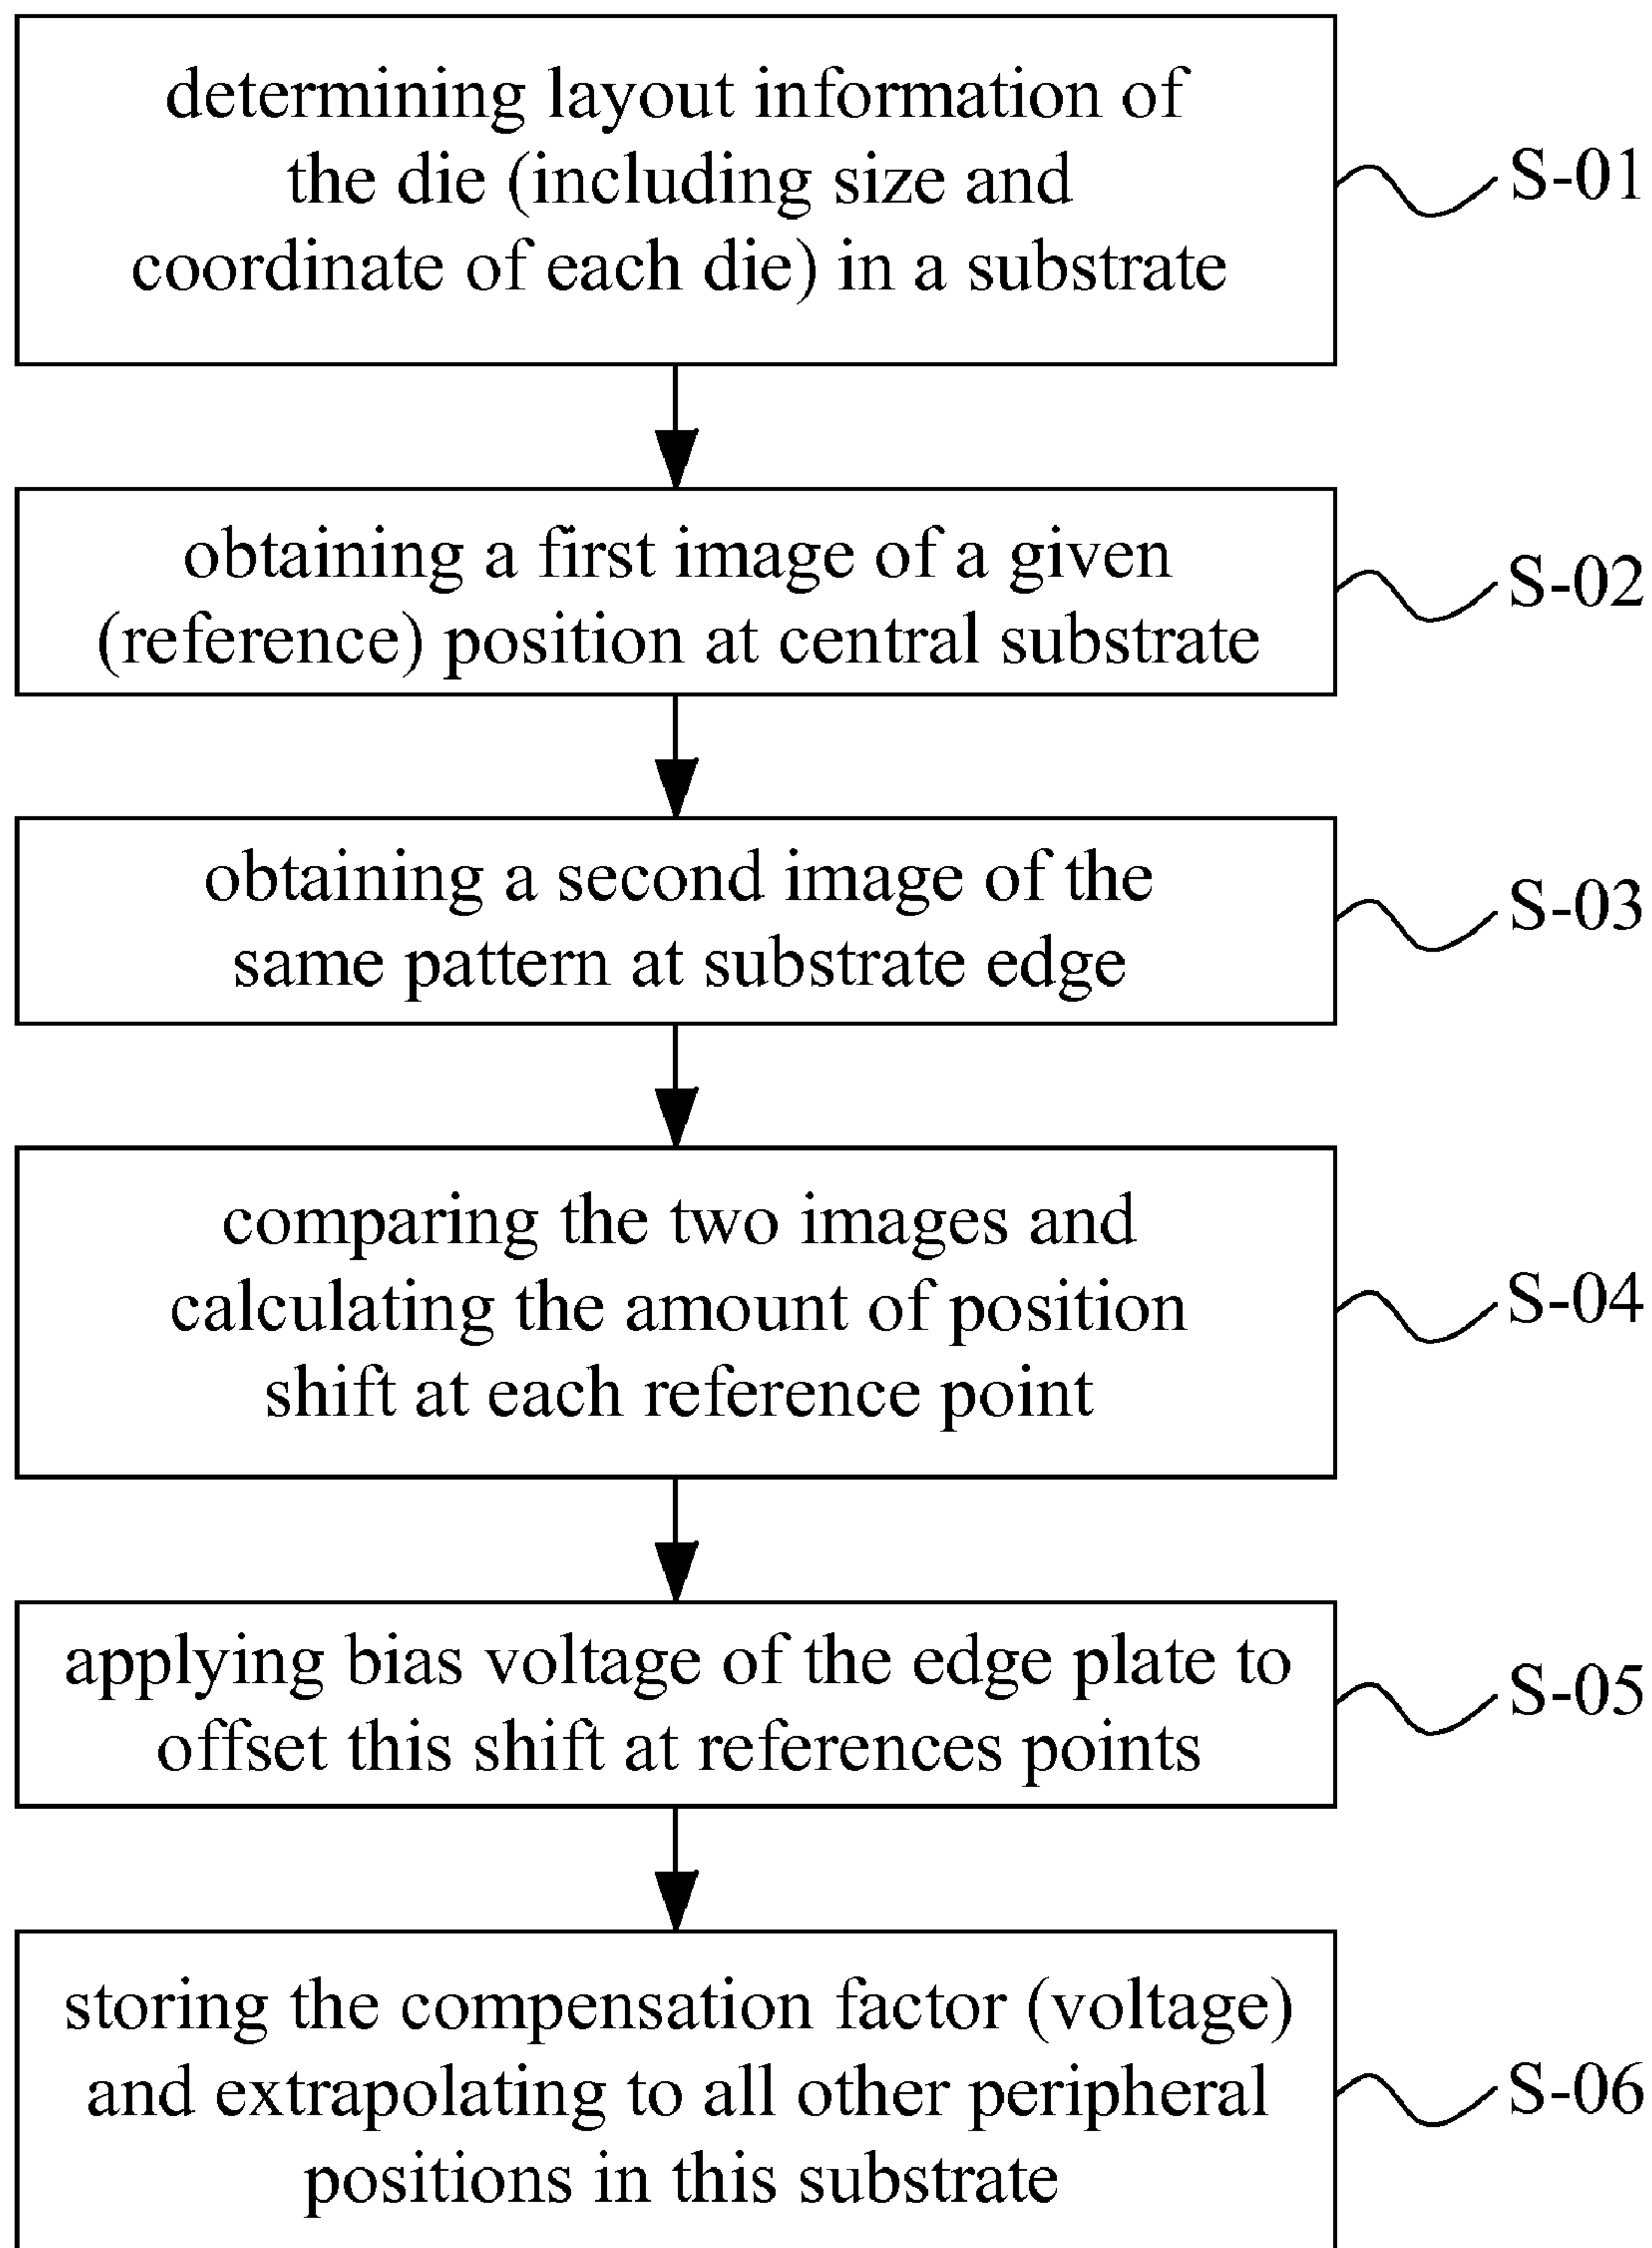 determining layout information of
the die (including size and
coordinate of each die) in a substrate
S-01
obtaining a first image of a given
(reference) position at central substrate
S-02
obtaining a second image of the
same pattern at substrate edge
S-03
comparing the two images and
calculating the amount of position
shift at each reference point
S-04
applying bias voltage of the edge plate to
offset this shift at references points
S-05
storing the compensation factor (voltage)
and extrapolating to all other peripheral
positions in this substrate
S-06